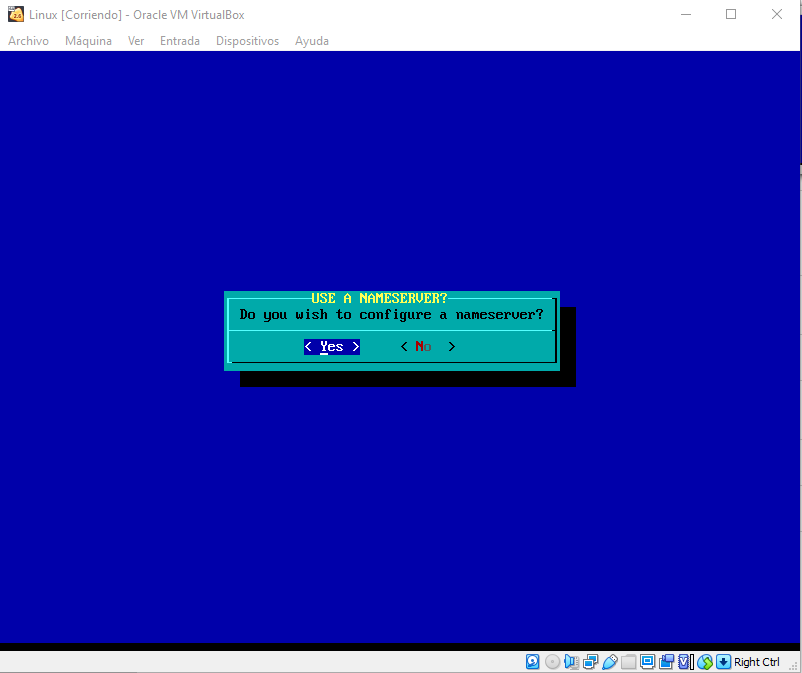 Linux [Corriendo] - Oracle VM VirtualBox
Archivo Máquina Ver Entrada Dispositivos Ayuda
USE A NAMESERVER?
Do you wish to configure a nameserver?
< Yes > < No >
Right Ctrl